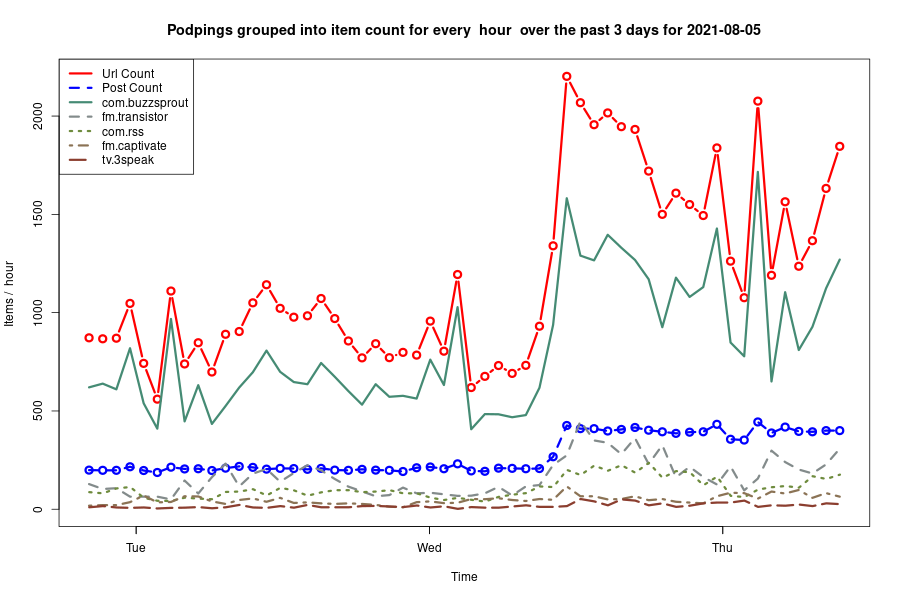 Podpings grouped into item count for every  hour  over the past 3 days for 2021-08-05
Url Count
Post Count
com.buzzsprout
fm.transistor
com.rss
fm.captivate
tv.3speak
Items /  hour
2000
1500
1000
500
0
Tue
Wed
Thu
Time